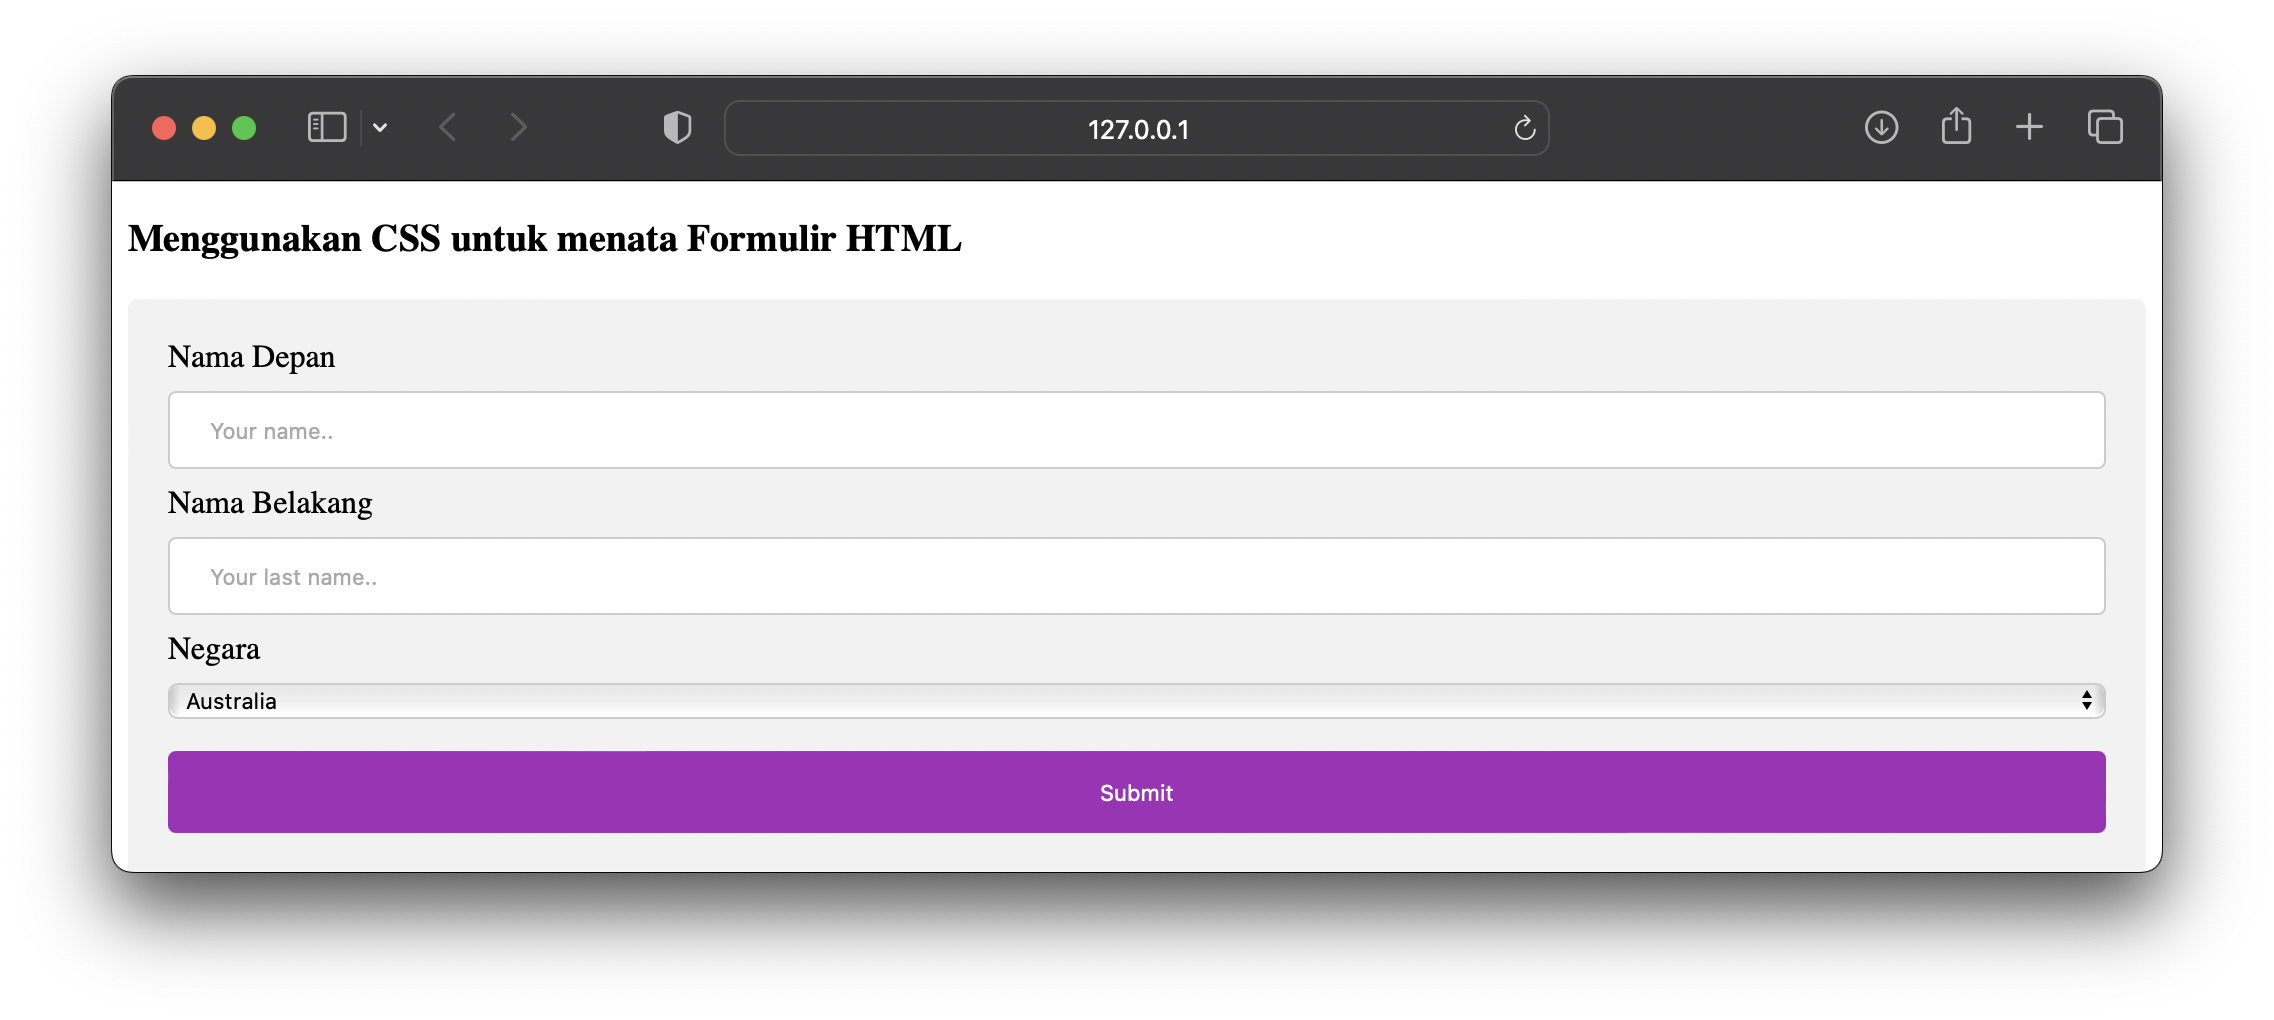 127.0.0.1
Menggunakan CSS untuk menata Formulir HTML
Nama Depan
Your name..
Nama Belakang
Your last name..
Negara
Australia
Submit